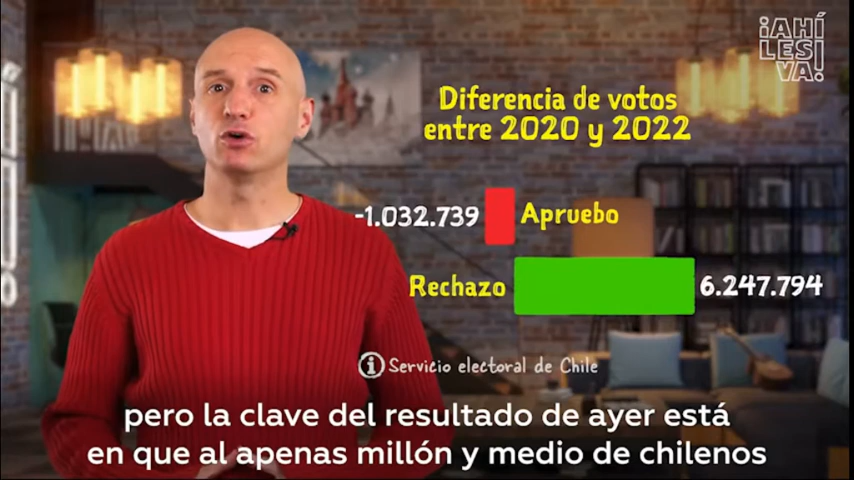 ¡AHÍ
LES
VA!
Diferencia de votos
entre 2020 y 2022
-1.032.739 Apruebo
Rechazo 6.247.794
i Servicio electoral de Chile
pero la clave del resultado de ayer está
en que al apenas millón y medio de chilenos